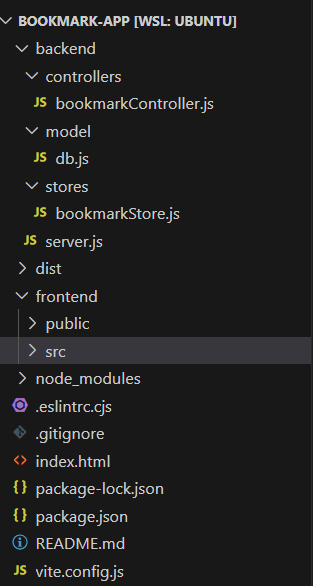 BOOKMARK-APP [WSL: UBUNTU]
backend
controllers
JS bookmarkController.js
model
JS db.js
stores
JS bookmarkStore.js
JS server.js
dist
frontend
public
src
node_modules
.eslintrc.cjs
.gitignore
<> index.html
{ } package-lock.json
{ } package.json
README.md
JS vite.config.js